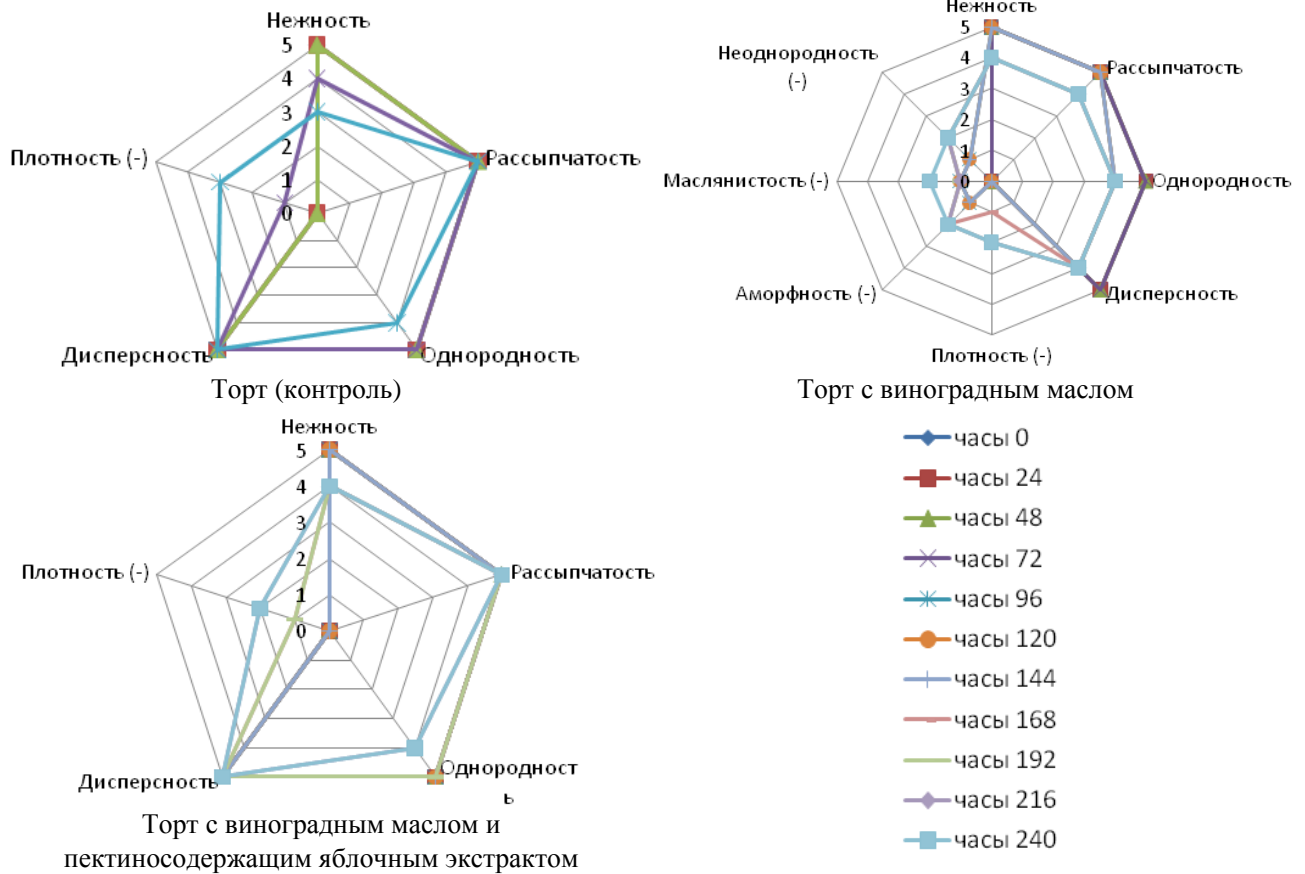 Нежность
5
4
3
2
1
0
Плотность (-)
Рассыпчатость
Дисперсность
Однородность
Торт (контроль)
Нежность
5
4
3
2
1
0
Неоднородность
(-)
Рассыпчатость
Маслянистость (-)
Однородность
Аморфность (-)
Дисперсность
Плотность (-)
Торт с виноградным маслом
Нежность
5
4
3
2
1
0
Плотность (-)
Рассыпчатость
Дисперсность
Однородност
ь
Торт с виноградным маслом и
пектиносодержащим яблочным экстрактом
часы 0
часы 24
часы 48
часы 72
часы 96
часы 120
часы 144
часы 168
часы 192
часы 216
часы 240